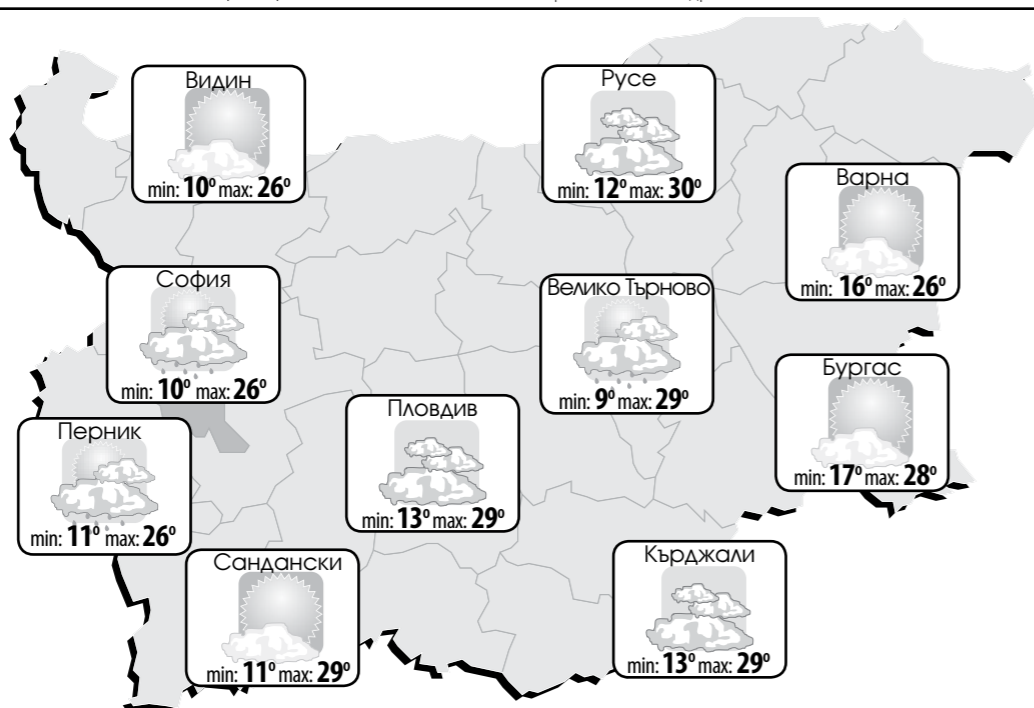 Видин
min: 10° max: 26°
Русе
min: 12° max: 30°
Варна
min: 16° max: 26°
София
min: 10° max: 26°
Велико Търново
min: 9° max: 29°
Бургас
min: 17° max: 28°
Пловдив
min: 13° max: 29°
Перник
min: 11° max: 26°
Сандански
min: 11° max: 29°
Кърджали
min: 13° max: 29°